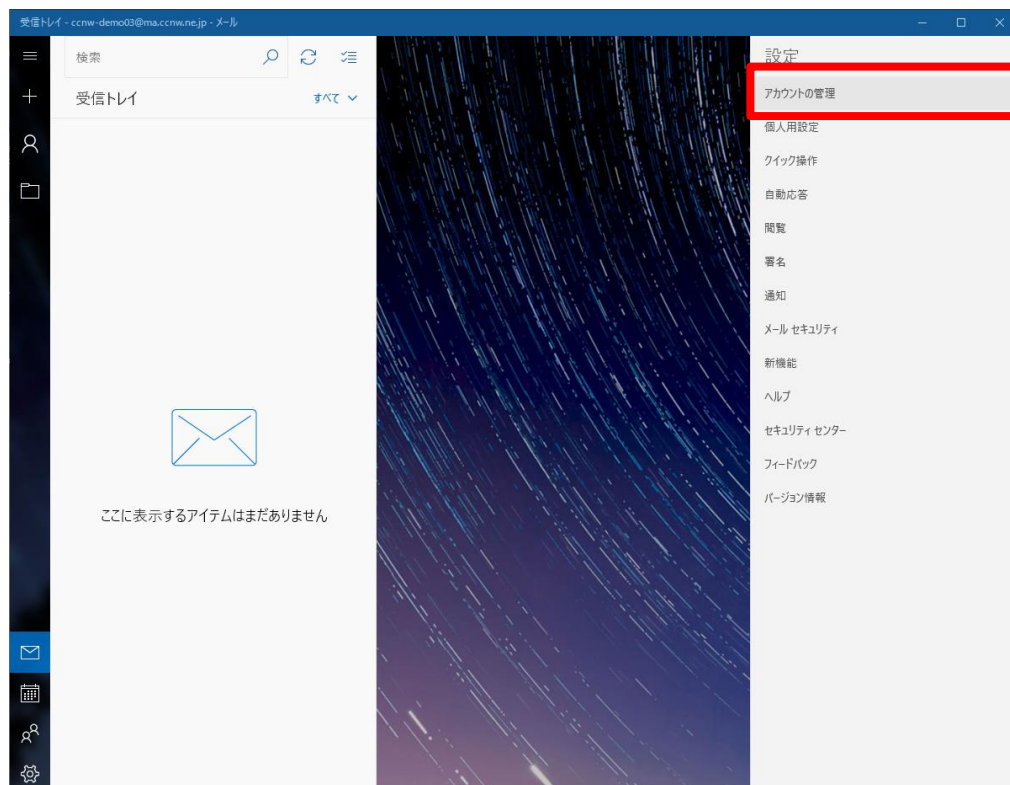 受信トレイ - ccnw-demo03@ma.ccnw.ne.jp - メール
検索
受信トレイ
すべて
ここに表示するアイテムはまだありません
設定
アカウントの管理
個人用設定
クイック操作
自動応答
閲覧
署名
通知
メール セキュリティ
新機能
ヘルプ
セキュリティ センター
フィードバック
バージョン情報